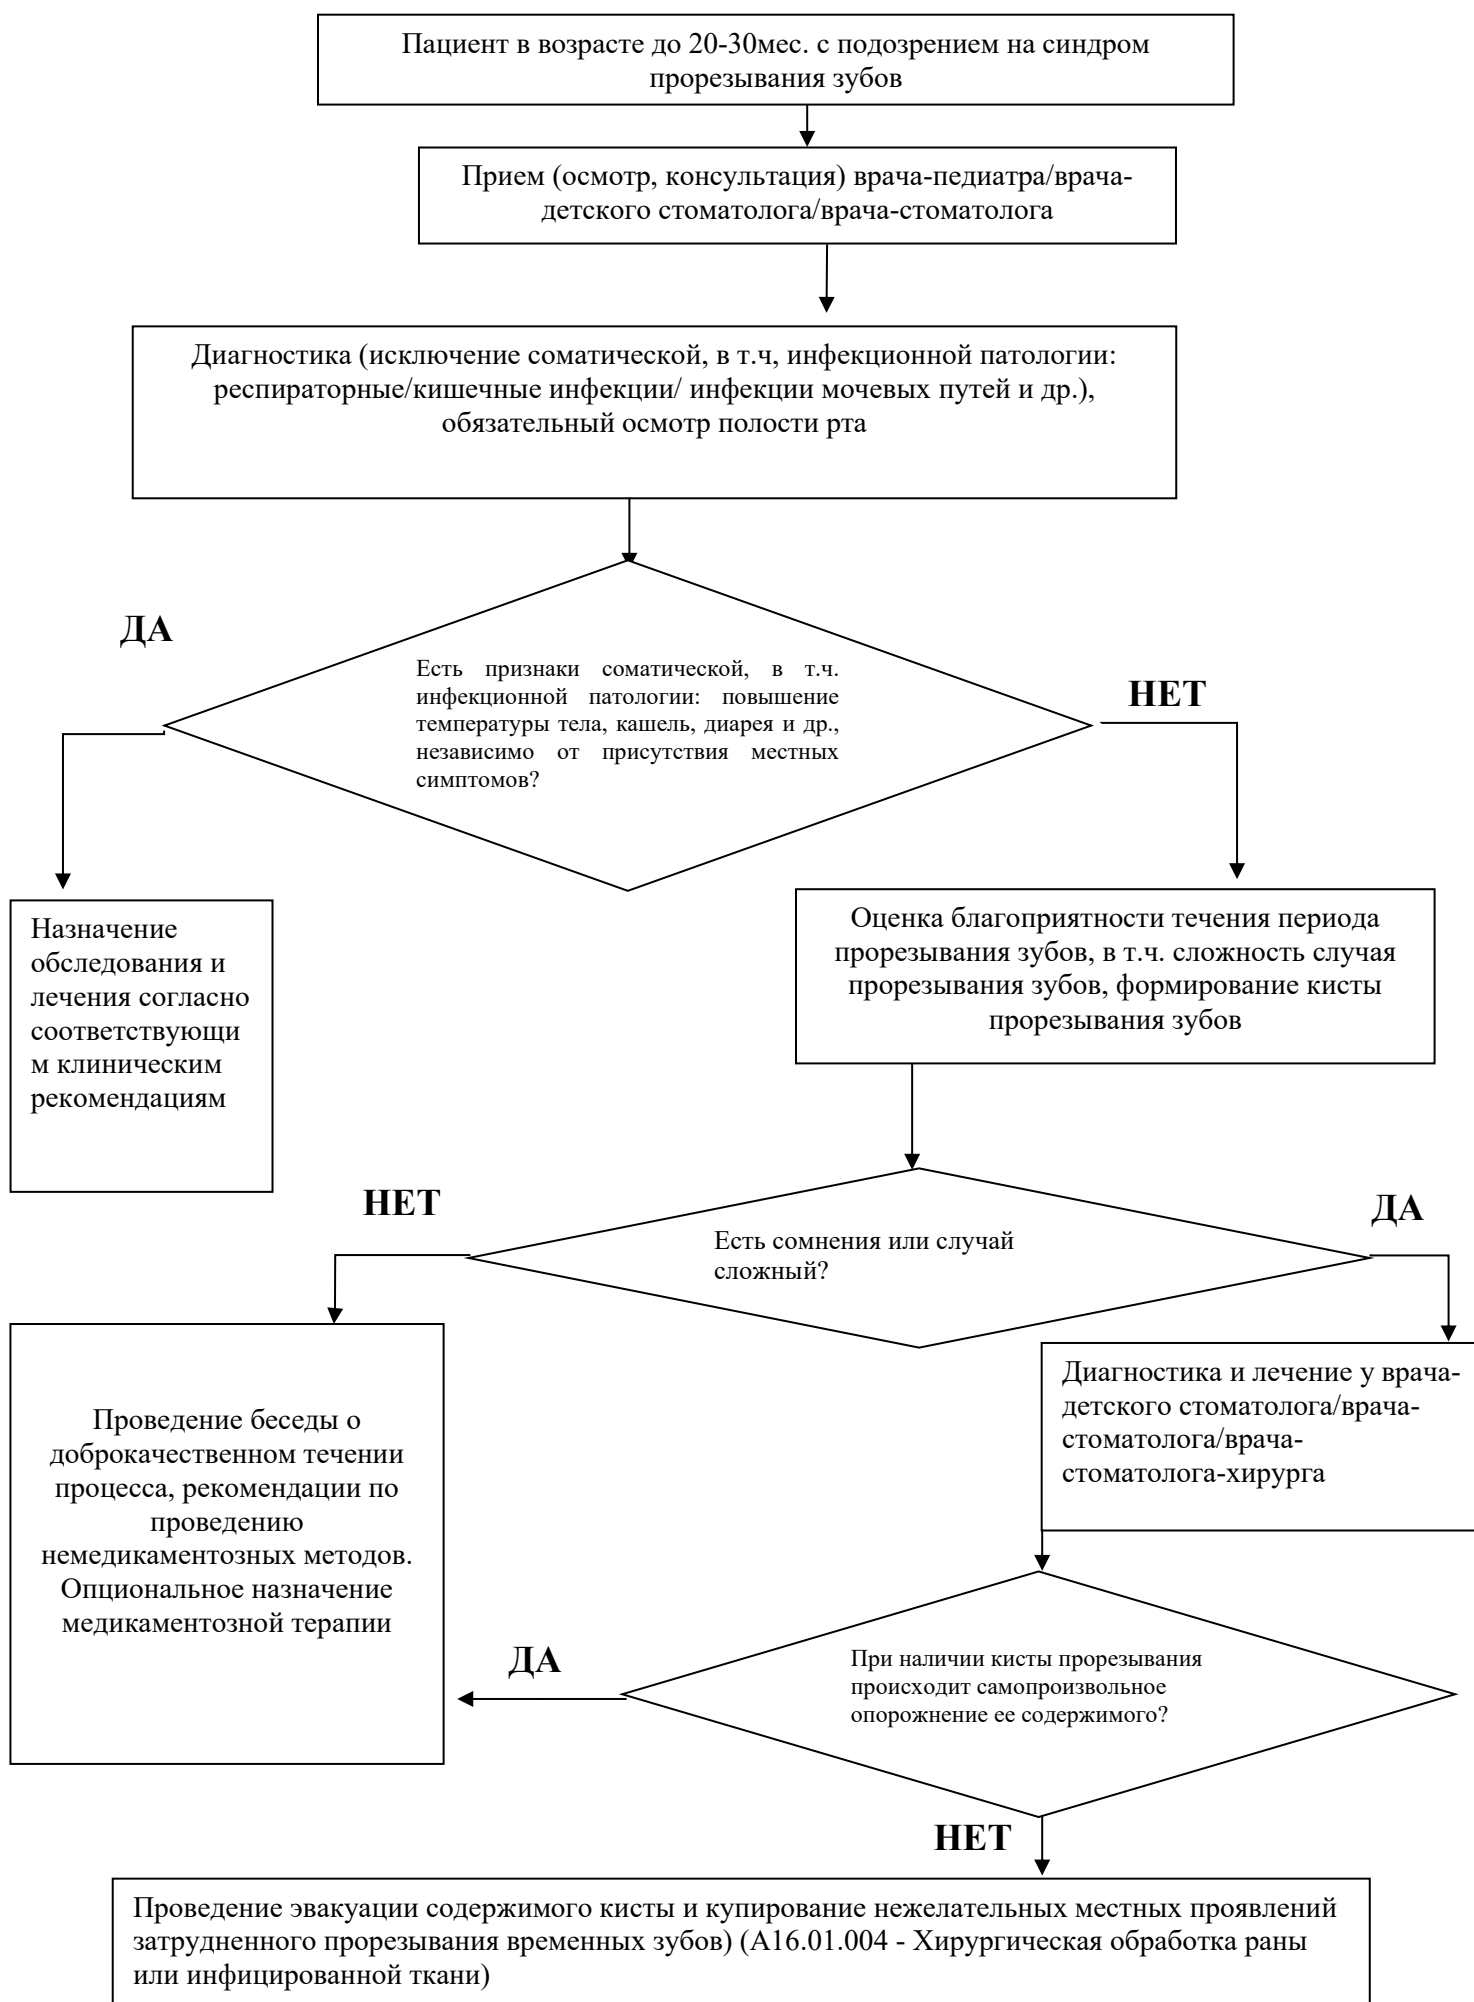 Пациент в возрасте до 20-30мес. с подозрением на синдром
прорезывания зубов
Прием (осмотр, консультация) врача-педиатра/врача-
детского стоматолога/врача-стоматолога
Диагностика (исключение соматической, в т.ч, инфекционной патологии:
респираторные/кишечные инфекции/ инфекции мочевых путей и др.),
обязательный осмотр полости рта
ДА
Есть признаки соматической, в т.ч.
инфекционной патологии: повышение
температуры тела, кашель, диарея и др.,
независимо от присутствия местных
симптомов?
НЕТ
Назначение
обследования и
лечения согласно
соответствующи
м клиническим
рекомендациям
Оценка благоприятности течения периода
прорезывания зубов, в т.ч. сложность случая
прорезывания зубов, формирование кисты
прорезывания зубов
НЕТ
Есть сомнения или случай
сложный?
ДА
Проведение беседы о
доброкачественном течении
процесса, рекомендации по
проведению
немедикаментозных методов.
Опциональное назначение
медикаментозной терапии
Диагностика и лечение у врача-
детского стоматолога/врача-
стоматолога/врача-
стоматолога-хирурга
ДА
При наличии кисты прорезывания
происходит самопроизвольное
опорожнение ее содержимого?
НЕТ
Проведение эвакуации содержимого кисты и купирование нежелательных местных проявлений
затрудненного прорезывания временных зубов) (А16.01.004 - Хирургическая обработка раны
или инфицированной ткани)